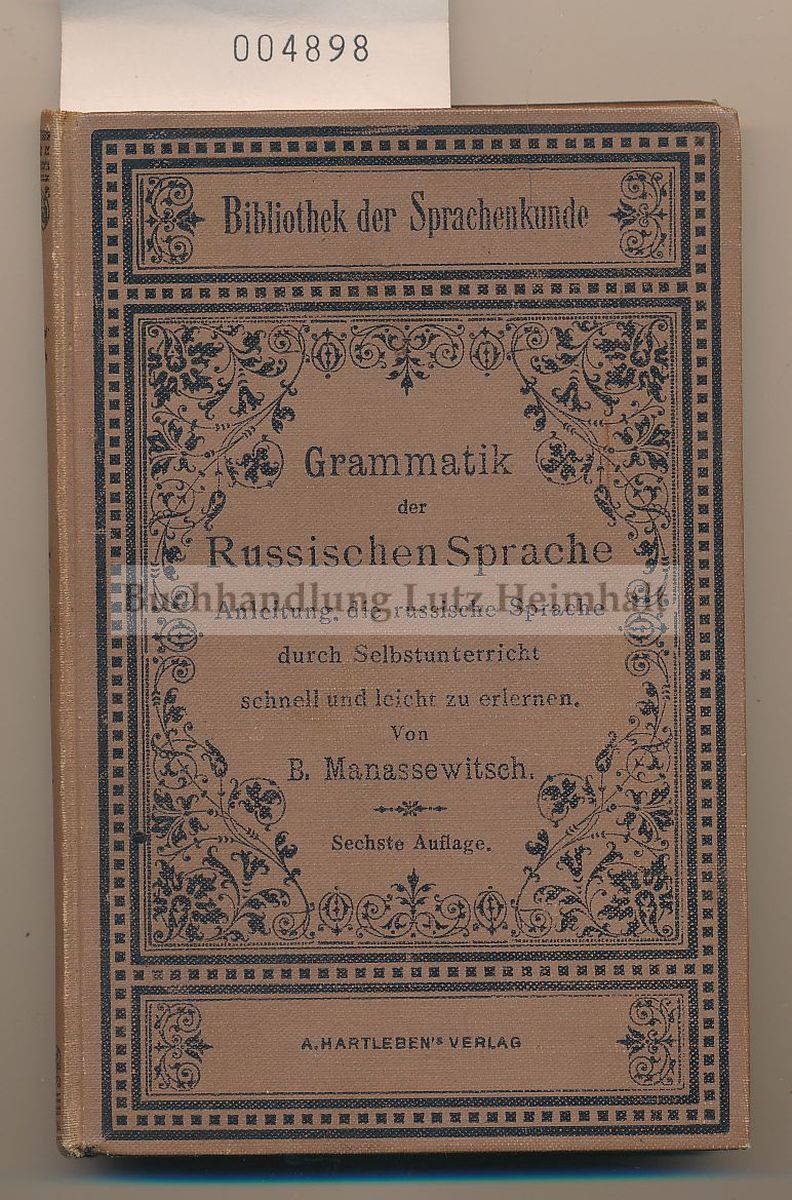 004898
Bibliothek der Sprachenkunde
Grammatik
der
Russischen Sprache
Buchhandlung Lutz Heimhalt
Anleitung, die russische Sprache
durch Selbstunterricht
schnell und leicht zu erlernen.
Von
B. Manassewitsch.
Sechste Auflage.
A. HARTLEBEN'S VERLAG